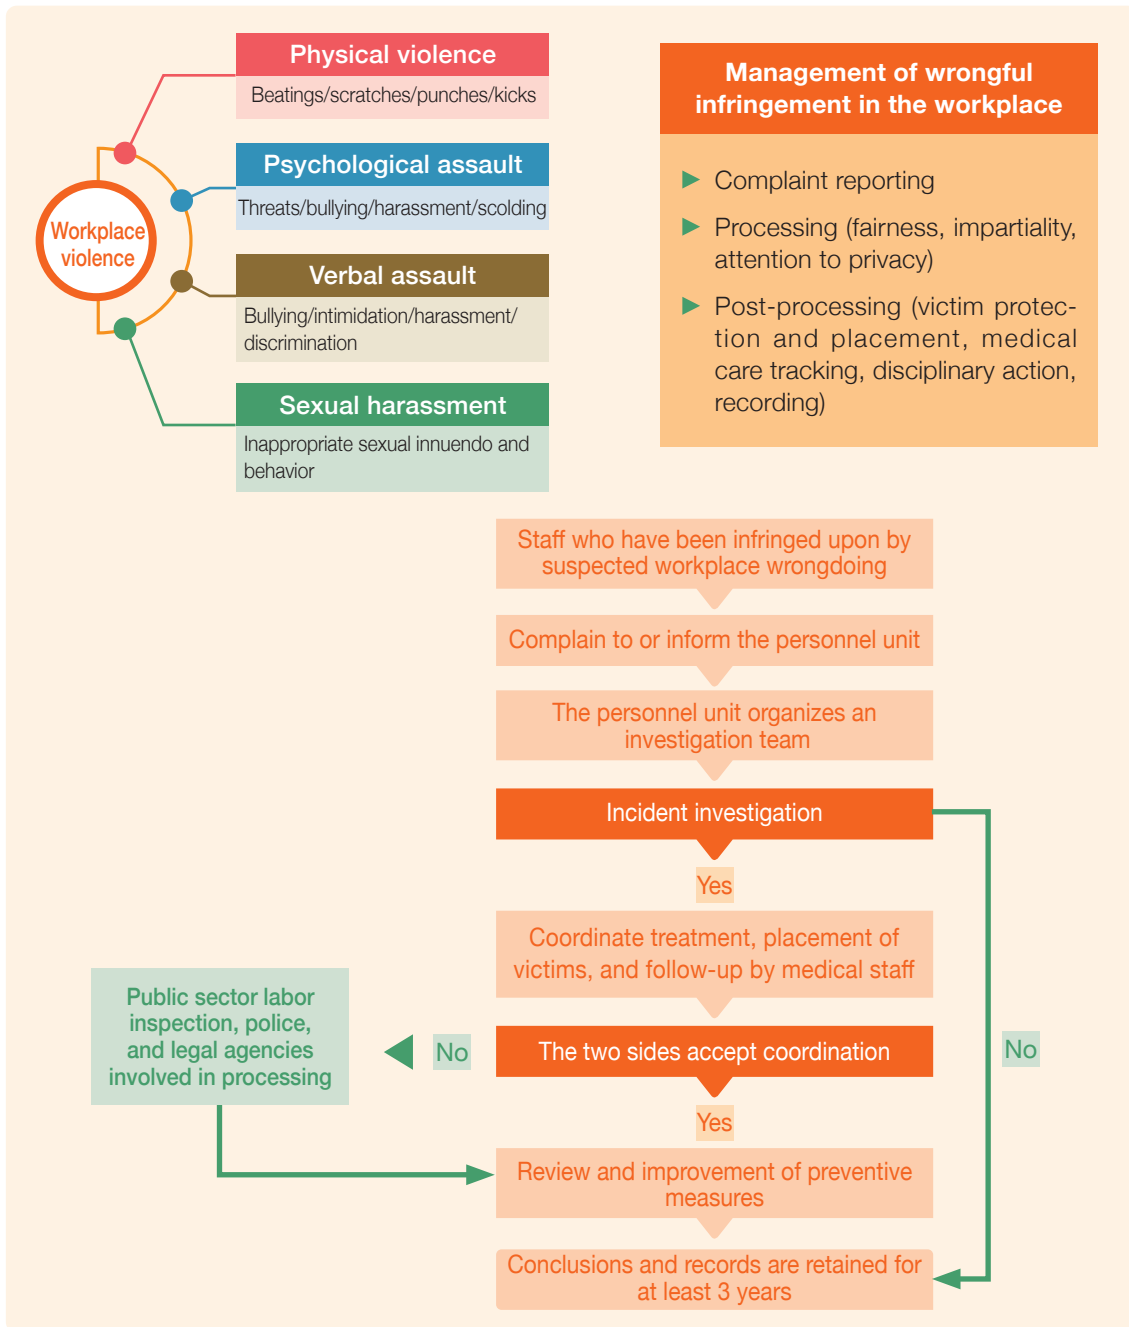 Workplace
violence
Physical violence
Beatings/scratches/punches/kicks
Psychological assault
Threats/bullying/harassment/scolding
Verbal assault
Bullying/intimidation/harassment/
discrimination
Sexual harassment
Inappropriate sexual innuendo and
behavior
Management of wrongful
infringement in the workplace
Complaint reporting
Processing (fairness, impartiality,
attention to privacy)
Post-processing (victim protec-
tion and placement, medical
care tracking, disciplinary action,
recording)
Staff who have been infringed upon by
suspected workplace wrongdoing
Complain to or inform the personnel unit
The personnel unit organizes an
investigation team
Incident investigation
Yes
Coordinate treatment, placement of
victims, and follow-up by medical staff
The two sides accept coordination
No
Public sector labor
inspection, police,
and legal agencies
involved in processing
No
Yes
Review and improvement of preventive
measures
Conclusions and records are retained for
at least 3 years